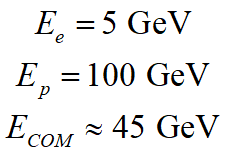 E_e = 5 GeV
E_p = 100 GeV
E_COM ≈ 45 GeV